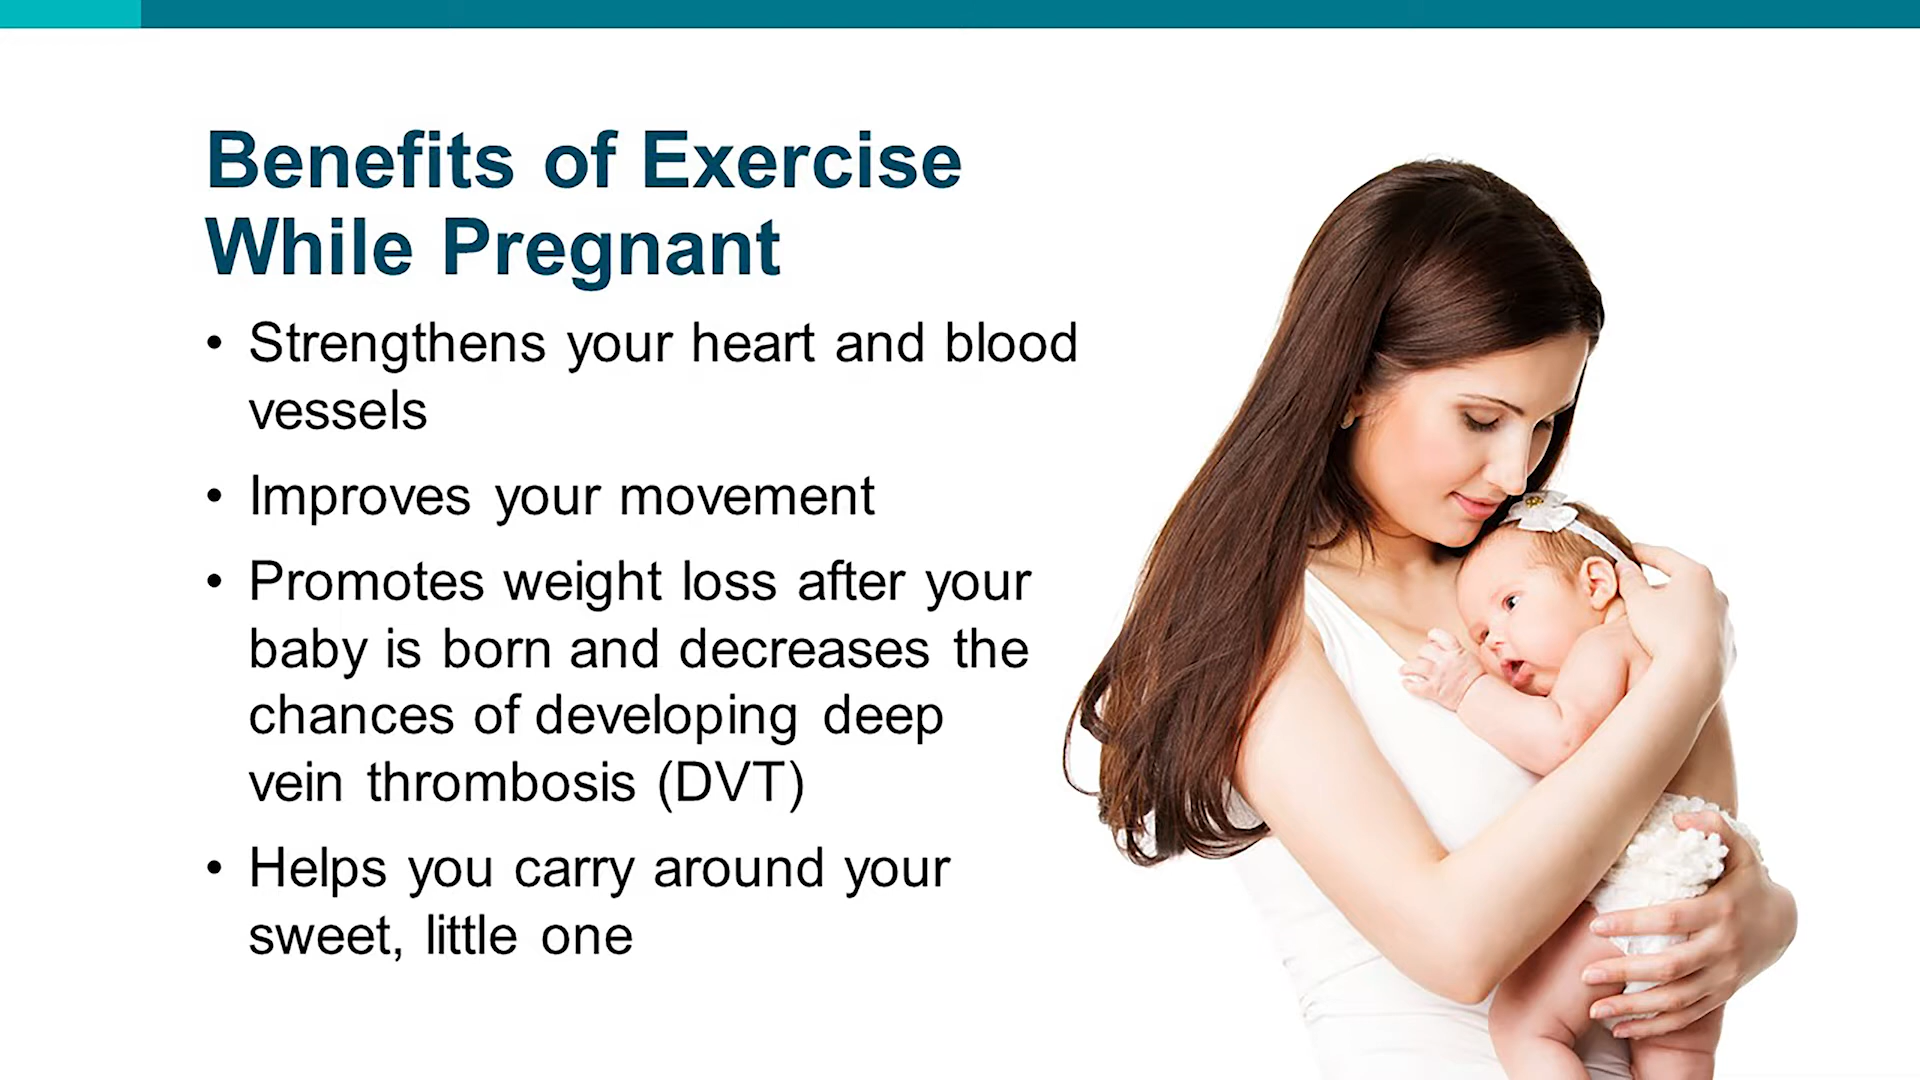 Benefits of Exercise
While Pregnant
• Strengthens your heart and blood
vessels
• Improves your movement
• Promotes weight loss after your
baby is born and decreases the
chances of developing deep
vein thrombosis (DVT)
• Helps you carry around your
sweet, little one